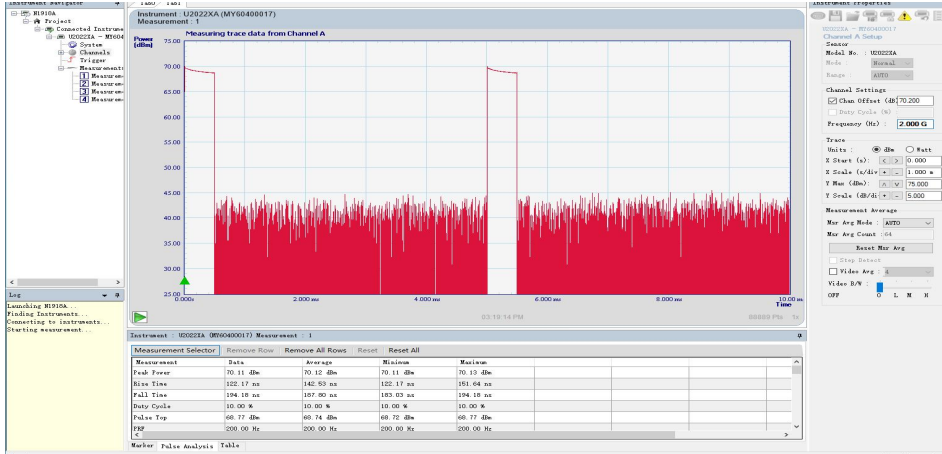 Instrument Navigator
N1918A
Project
Connected Instrume
U2022XA - MY604
System
Channels
Trigger
Measurements
1 Measurem
2 Measurem
3 Measurem
4 Measurem
Log
Launching N1918A...
Finding Instruments...
Connecting to instruments...
Starting measurement...
Tab0 Tab1
Instrument : U2022XA (MY60400017)
Measurement : 1
Power
(dBm)
Measuring trace data from Channel A
75.00
70.00
65.00
60.00
55.00
50.00
45.00
40.00
35.00
30.00
25.00
0.000s 2.000 ms 4.000 ms 6.000 ms 8.000 ms 10.00 ms
Time
03:19:14 PM
Pts 1s
Instrument : U2022XA (MY60400017) Measurement : 1
Measurement Selector Remove Row Remove All Rows Reset Reset All
Measurement Data Average Minimum Maximum
Peak Power 70.11 dBm 70.12 dBm 70.11 dBm 70.13 dBm
Rise Time 122.17 ns 142.53 ns 122.17 ns 151.64 ns
Fall Time 194.18 ns 187.80 ns 183.03 ns 194.18 ns
Duty Cycle 10.00 % 10.00 % 10.00 % 10.00 %
Pulse Top 68.77 dBm 68.74 dBm 68.72 dBm 68.77 dBm
PRF 200.00 Hz 200.00 Hz 200.00 Hz 200.00 Hz
Marker Pulse Analysis Table
Instrument Properties
U2022XA - MY60400017
Channel A Setup
Sensor
Model No. : U2022XA
Mode : Normal
Range : AUTO
Channel Settings
Chan Offset (dB) 70.200
Duty Cycle (%)
Frequency (Hz) : 2.000 G
Trace
Units : dBm Watt
X Start (s): < > 0.000
X Scale (s/div + - 1.000 m
Y Max (dBm): 75.000
Y Scale (dB/di + - 5.000
Measurement Average
Msr Avg Mode : AUTO
Msr Avg Count : 64
Reset Msr Avg
Step Detect
Video Avg : 4
Video B/W :
OFF O L M H